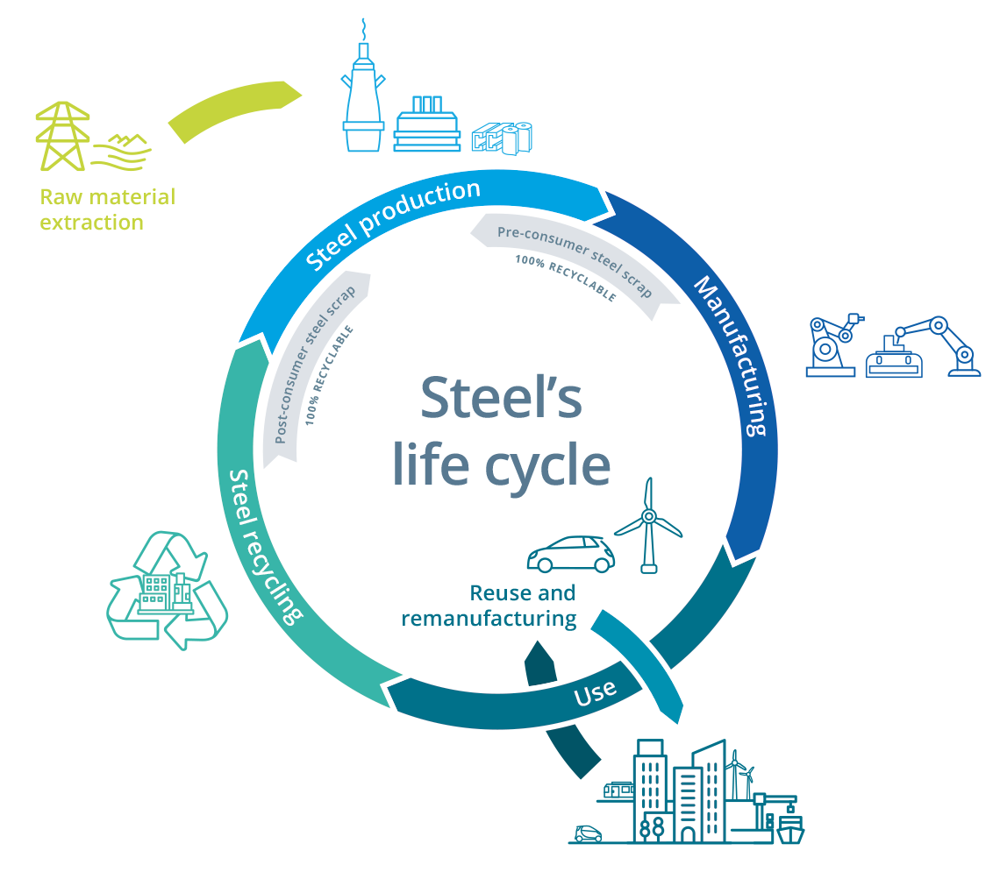 Raw material
extraction
Steel production
Pre-consumer steel scrap
100% RECYCLABLE
Manufacturing
Post-consumer steel scrap
100% RECYCLABLE
Steel’s
life cycle
Steel recycling
Reuse and
remanufacturing
Use